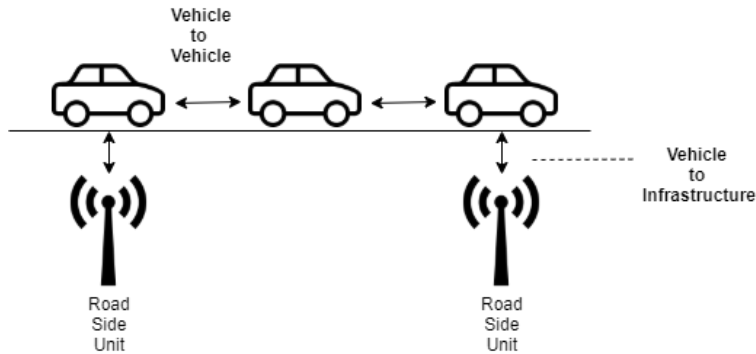 Vehicle
to
Vehicle
Vehicle
to
Infrastructure
Road
Side
Unit
Road
Side
Unit